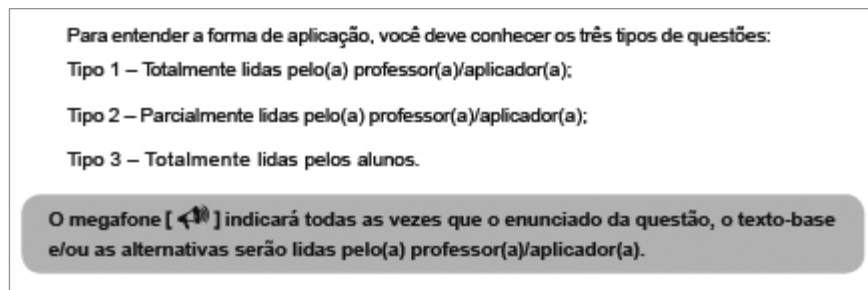 Para entender a forma de aplicação, você deve conhecer os três tipos de questões:
Tipo 1 – Totalmente lidas pelo(a) professor(a)/aplicador(a);
Tipo 2 – Parcialmente lidas pelo(a) professor(a)/aplicador(a);
Tipo 3 – Totalmente lidas pelos alunos.
O megafone [ ] indicará todas as vezes que o enunciado da questão, o texto-base
e/ou as alternativas serão lidas pelo(a) professor(a)/aplicador(a).